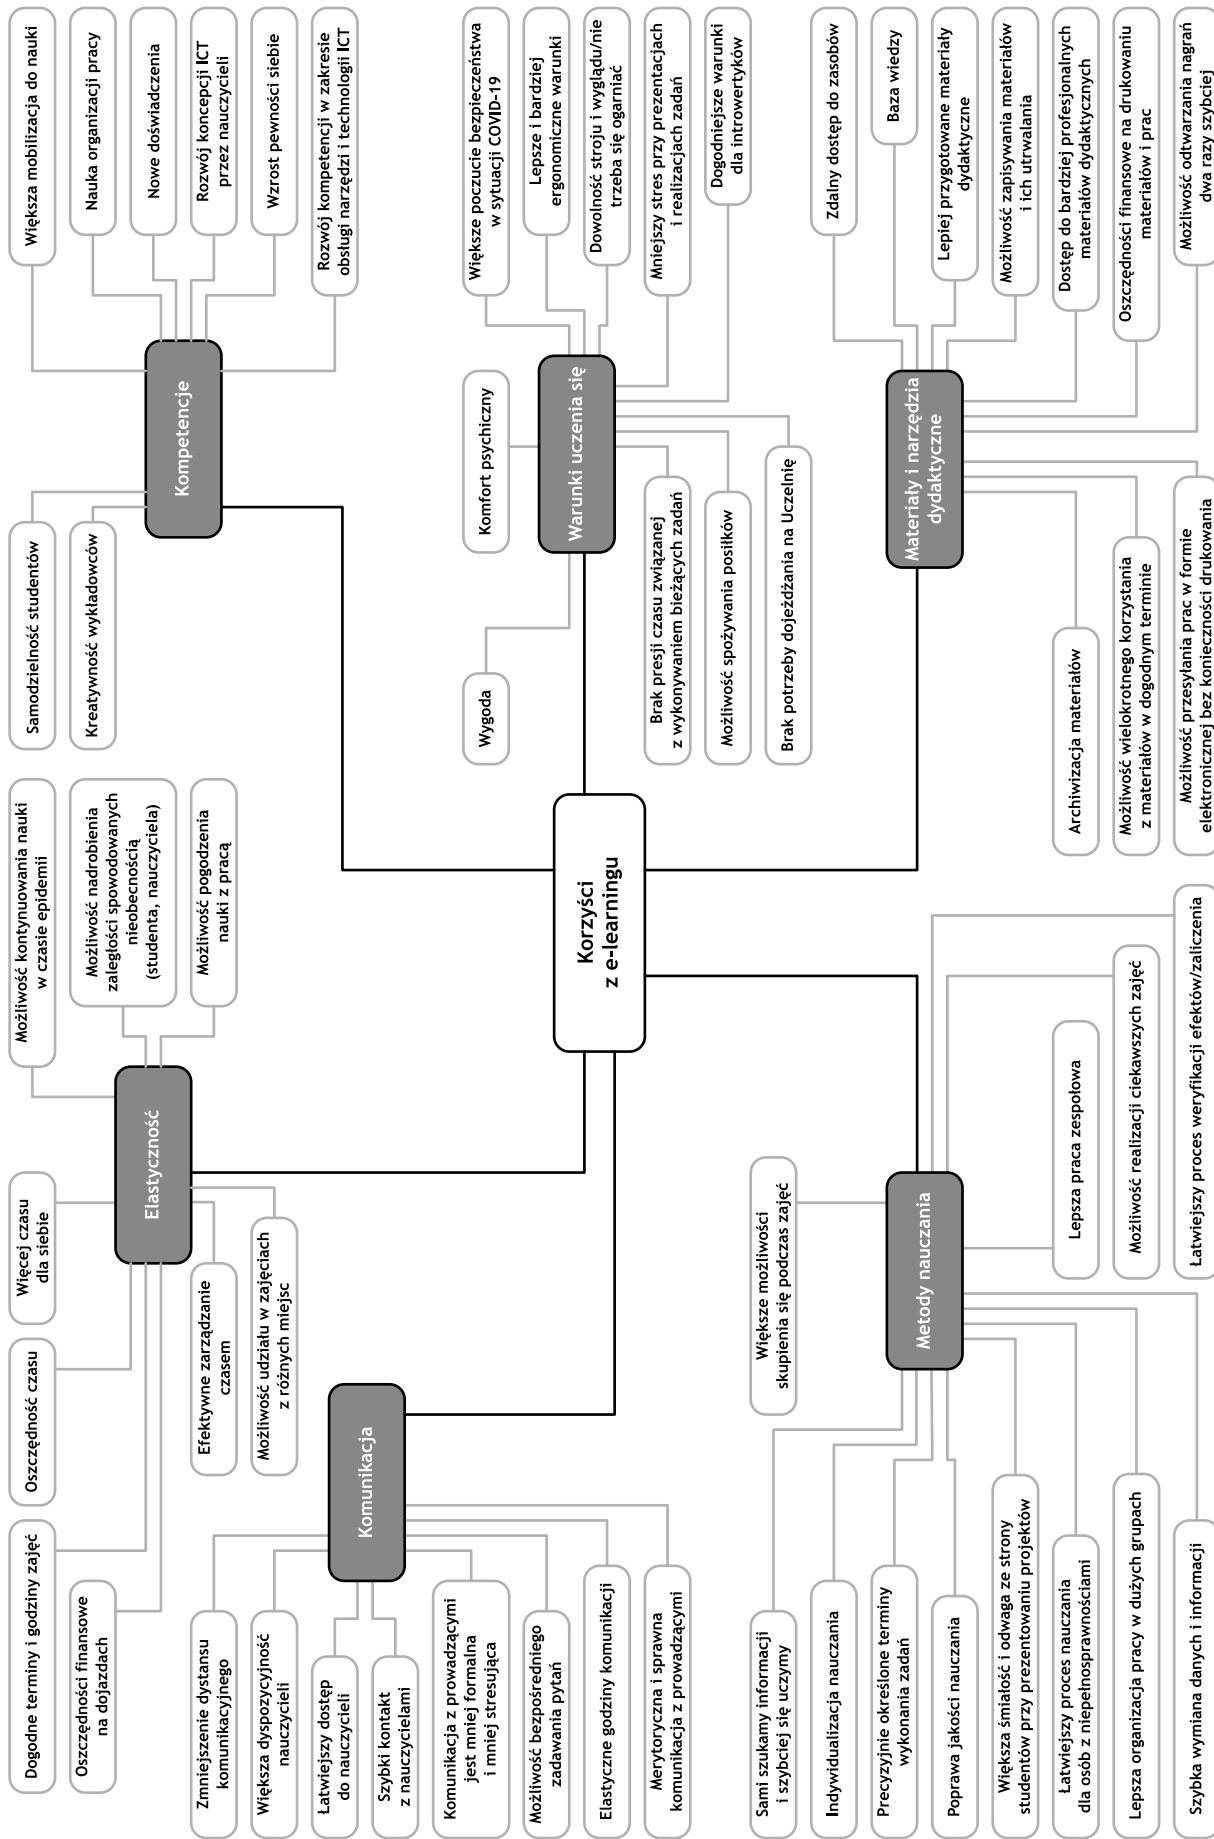 Dogodne terminy i godziny zajęć
Oszczędności finansowe
na dojazdach
Oszczędność czasu
Więcej czasu
dla siebie
Elastyczność
Możliwość kontynuowania nauki
w czasie epidemii
Możliwość nadrobienia
zaległości spowodowanych
nieobecnością
(studenta, nauczyciela)
Możliwość pogodzenia
nauki z pracą
Efektywne zarządzanie
czasem
Możliwość udziału w zajęciach
z różnych miejsc
Samodzielność studentów
Kreatywność wykładowców
Kompetencje
Większa mobilizacja do nauki
Nauka organizacji pracy
Nowe doświadczenia
Rozwój koncepcji ICT
przez nauczycieli
Wzrost pewności siebie
Rozwój kompetencji w zakresie
obsługi narzędzi i technologii ICT
Zmniejszenie dystansu
komunikacyjnego
Większa dyspozycyjność
nauczycieli
Łatwiejszy dostęp
do nauczycieli
Szybki kontakt
z nauczycielami
Komunikacja z prowadzącymi
jest mniej formalna
i mniej stresująca
Możliwość bezpośredniego
zadawania pytań
Elastyczne godziny komunikacji
Merytoryczna i sprawna
komunikacja z prowadzącymi
Komunikacja
Korzyści
z e-learningu
Wygoda
Komfort psychiczny
Warunki uczenia się
Większe poczucie bezpieczeństwa
w sytuacji COVID-19
Lepsze i bardziej
ergonomiczne warunki
Dowolność stroju i wyglądu/nie
trzeba się ogarniać
Mniejszy stres przy prezentacjach
i realizacjach zadań
Dogodniejsze warunki
dla introwertyków
Brak presji czasu związanej
z wykonywaniem bieżących zadań
Możliwość spożywania posiłków
Brak potrzeby dojeżdżania na Uczelnię
Sami szukamy informacji
i szybciej się uczymy
Indywidualizacja nauczania
Precyzyjnie określone terminy
wykonania zadań
Poprawa jakości nauczania
Większa śmiałość i odwaga ze strony
studentów przy prezentowaniu projektów
Łatwiejszy proces nauczania
dla osób z niepełnosprawnościami
Lepsza organizacja pracy w dużych grupach
Szybka wymiana danych i informacji
Większe możliwości
skupienia się podczas zajęć
Metody nauczania
Lepsza praca zespołowa
Możliwość realizacji ciekawszych zajęć
Łatwiejszy proces weryfikacji efektów/zaliczenia
Materiały i narzędzia
dydaktyczne
Zdalny dostęp do zasobów
Baza wiedzy
Lepiej przygotowane materiały
dydaktyczne
Możliwość zapisywania materiałów
i ich utrwalania
Dostęp do bardziej profesjonalnych
materiałów dydaktycznych
Oszczędności finansowe na drukowaniu
materiałów i prac
Możliwość odtwarzania nagrań
dwa razy szybciej
Archiwizacja materiałów
Możliwość wielokrotnego korzystania
z materiałów w dogodnym terminie
Możliwość przesyłania prac w formie
elektronicznej bez konieczności drukowania